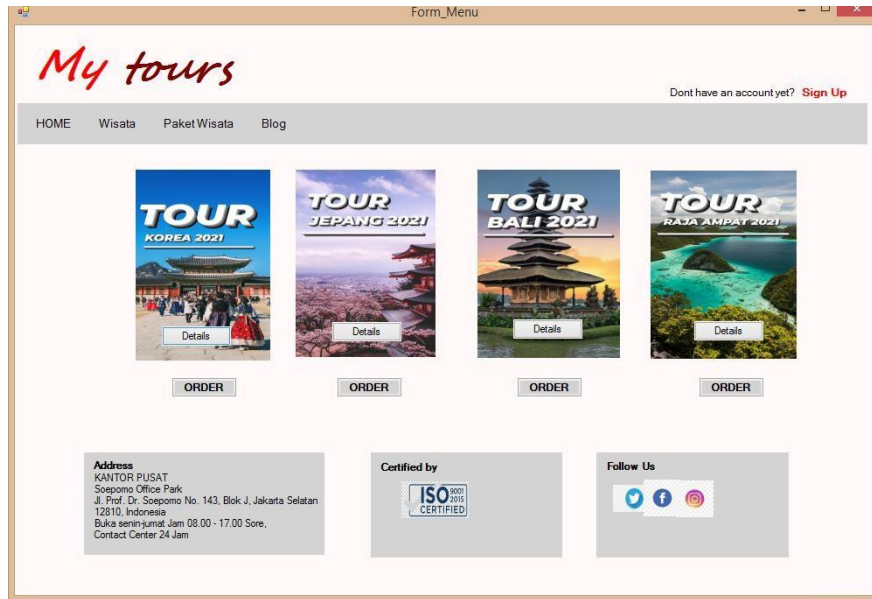 Form_Menu
My tours
Dont have an account yet? Sign Up
HOME Wisata Paket Wisata Blog
TOUR
KOREA 2021
Details
TOUR
JEPANG 2021
Details
TOUR
BALI 2021
Details
TOUR
RAJA AMPAT 2021
Details
ORDER ORDER ORDER ORDER
Address
KANTOR PUSAT
Soepomo Office Park
Jl. Prof. Dr. Soepomo No. 143, Blok J, Jakarta Selatan
12810, Indonesia
Buka senin-jumat Jam 08.00 - 17.00 Sore,
Contact Center 24 Jam
Certified by
ISO 9001 2015
CERTIFIED
Follow Us